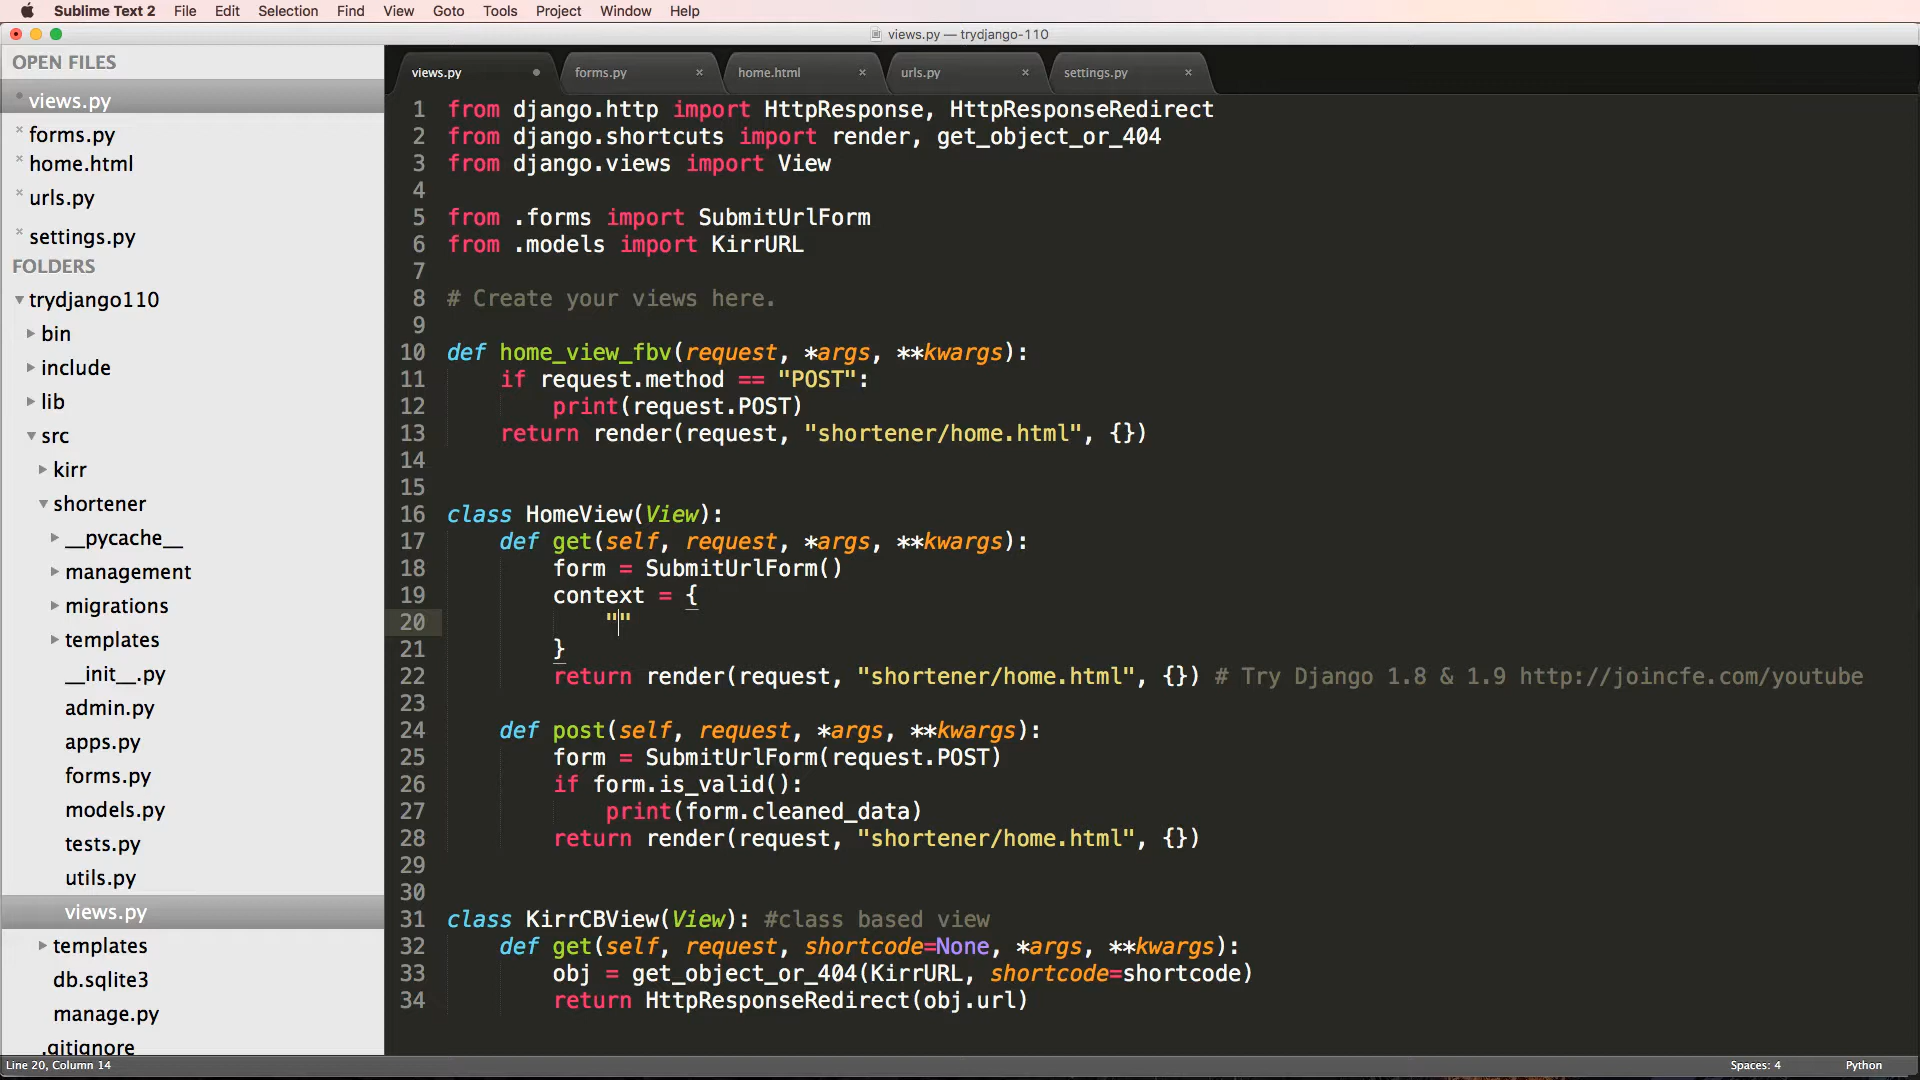 Sublime Text 2 File Edit Selection Find View Goto Tools Project Window Help
views.py — trydjango-110
OPEN FILES
views.py
forms.py
home.html
urls.py
settings.py
FOLDERS
trydjango110
bin
include
lib
src
kirr
shortener
__pycache__
management
migrations
templates
__init__.py
admin.py
apps.py
forms.py
models.py
tests.py
utils.py
views.py
templates
db.sqlite3
manage.py
.gitignore
views.py forms.py × home.html × urls.py × settings.py ×
1 from django.http import HttpResponse, HttpResponseRedirect
2 from django.shortcuts import render, get_object_or_404
3 from django.views import View
4
5 from .forms import SubmitUrlForm
6 from .models import KirrURL
7
8 # Create your views here.
9
10 def home_view_fbv(request, *args, **kwargs):
11     if request.method == "POST":
12         print(request.POST)
13     return render(request, "shortener/home.html", {})
14
15
16 class HomeView(View):
17     def get(self, request, *args, **kwargs):
18         form = SubmitUrlForm()
19         context = {
20             ""
21         }
22         return render(request, "shortener/home.html", {}) # Try Django 1.8 & 1.9 http://joincfe.com/youtube
23
24     def post(self, request, *args, **kwargs):
25         form = SubmitUrlForm(request.POST)
26         if form.is_valid():
27             print(form.cleaned_data)
28         return render(request, "shortener/home.html", {})
29
30
31 class KirrCBView(View): #class based view
32     def get(self, request, shortcode=None, *args, **kwargs):
33         obj = get_object_or_404(KirrURL, shortcode=shortcode)
34         return HttpResponseRedirect(obj.url)
Line 20, Column 14 Spaces: 4 Python